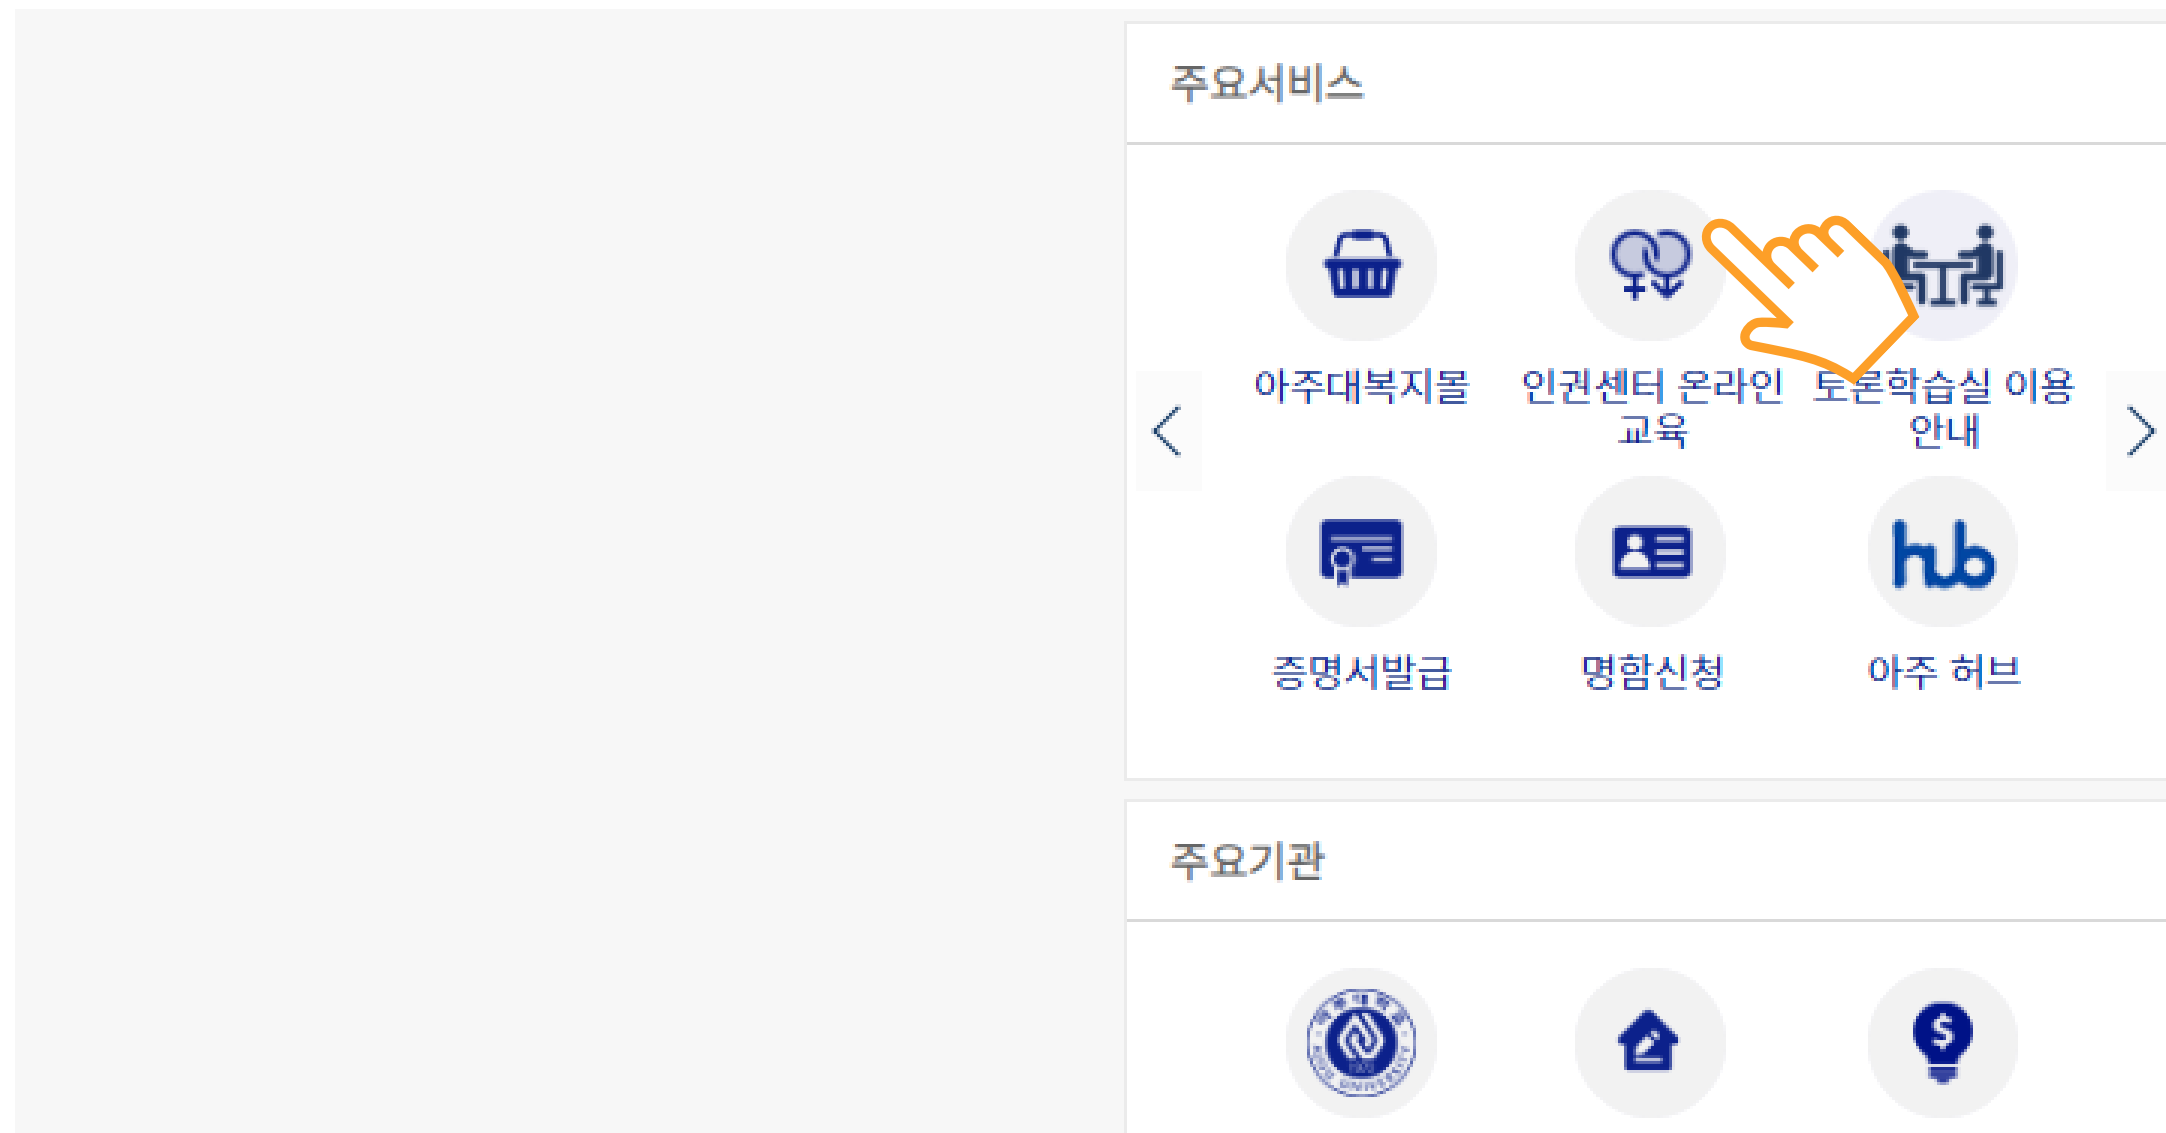 주요서비스
아주대복지몰
인권센터 온라인
교육
토론학습실 이용
안내
hub
증명서발급
명함신청
아주 허브
주요기관
$